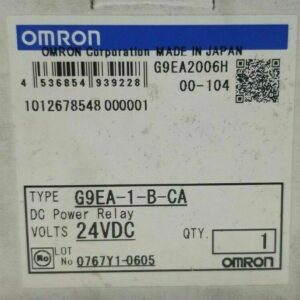 OMRON
OMRON Corporation MADE IN JAPAN
G9EA2006H
4 536854 939228
00-104
1012678548 000001
TYPE G9EA-1-B-CA
DC Power Relay
VOLTS 24VDC QTY. 1
LOT
No 0767Y1-0605 OMRON